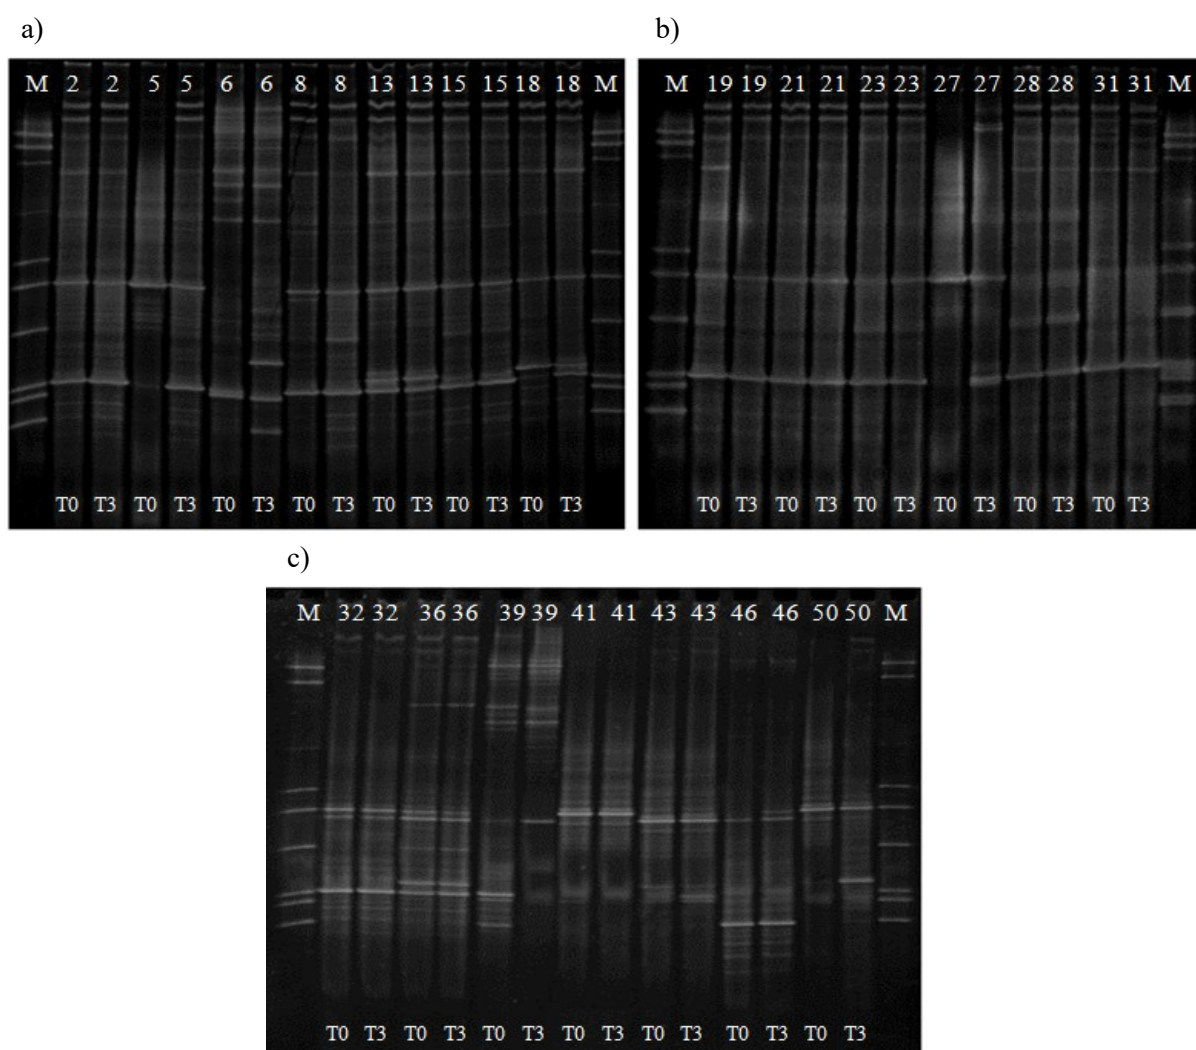 a)
M 2 2 5 5 6 6 8 8 13 13 15 15 18 18 M
T0 T3 T0 T3 T0 T3 T0 T3 T0 T3 T0 T3 T0 T3
b)
M 19 19 21 21 23 23 27 27 28 28 31 31 M
T0 T3 T0 T3 T0 T3 T0 T3 T0 T3 T0 T3
c)
M 32 32 36 36 39 39 41 41 43 43 46 46 50 50 M
T0 T3 T0 T3 T0 T3 T0 T3 T0 T3 T0 T3 T0 T3